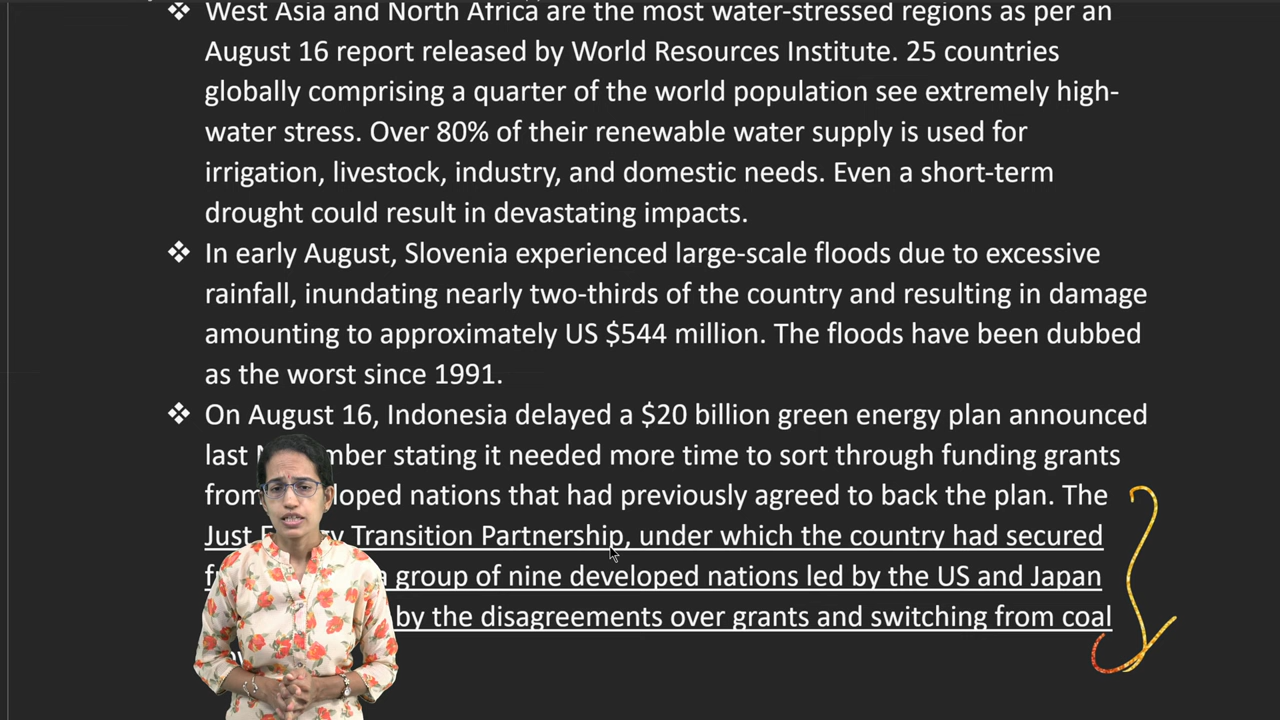 ❖ West Asia and North Africa are the most water-stressed regions as per an
August 16 report released by World Resources Institute. 25 countries
globally comprising a quarter of the world population see extremely high-
water stress. Over 80% of their renewable water supply is used for
irrigation, livestock, industry, and domestic needs. Even a short-term
drought could result in devastating impacts.
❖ In early August, Slovenia experienced large-scale floods due to excessive
rainfall, inundating nearly two-thirds of the country and resulting in damage
amounting to approximately US $544 million. The floods have been dubbed
as the worst since 1991.
❖ On August 16, Indonesia delayed a $20 billion green energy plan announced
last stating it needed more time to sort through funding grants
from nations that had previously agreed to back the plan. The
Just Transition Partnership, under which the country had secured
a group of nine developed nations led by the US and Japan
by the disagreements over grants and switching from coal